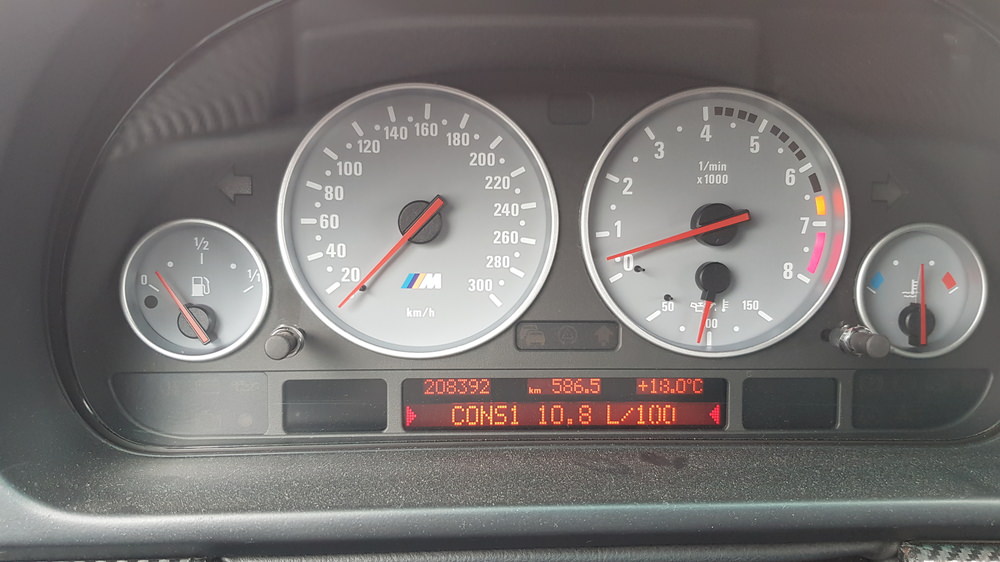 0 1/2 1/1
20 40 60 80 100 120 140 160 180 200 220 240 260 280 300
M
km/h
0 1 2 3 4 5 6 7 8
1/min
x1000
50 100 150
208392 km 586.5 +13.0°C
CONS1 10.8 L/100